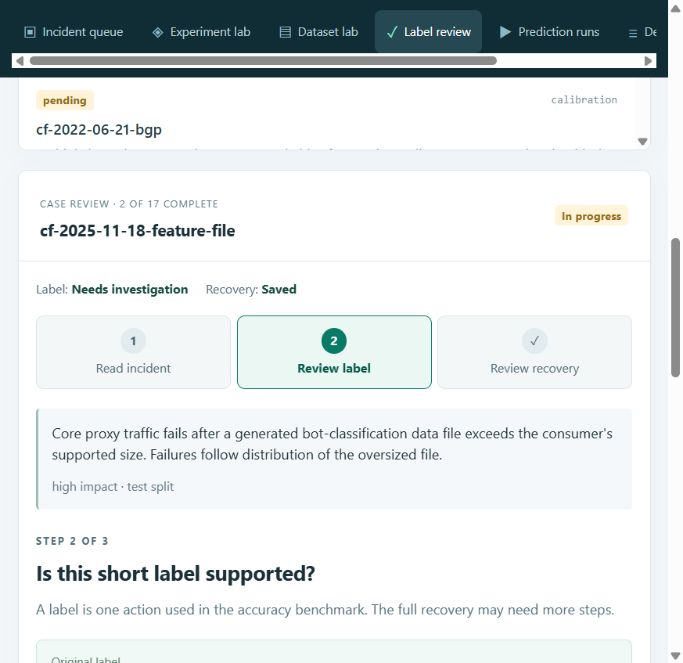 Incident queue
Experiment lab
Dataset lab
Label review
Prediction runs
pending
calibration
cf-2022-06-21-bgp
CASE REVIEW · 2 OF 17 COMPLETE
cf-2025-11-18-feature-file
In progress
Label: Needs investigation Recovery: Saved
1
Read incident
2
Review label
✓
Review recovery
Core proxy traffic fails after a generated bot-classification data file exceeds the consumer's
supported size. Failures follow distribution of the oversized file.
high impact · test split
STEP 2 OF 3
Is this short label supported?
A label is one action used in the accuracy benchmark. The full recovery may need more steps.
Original label